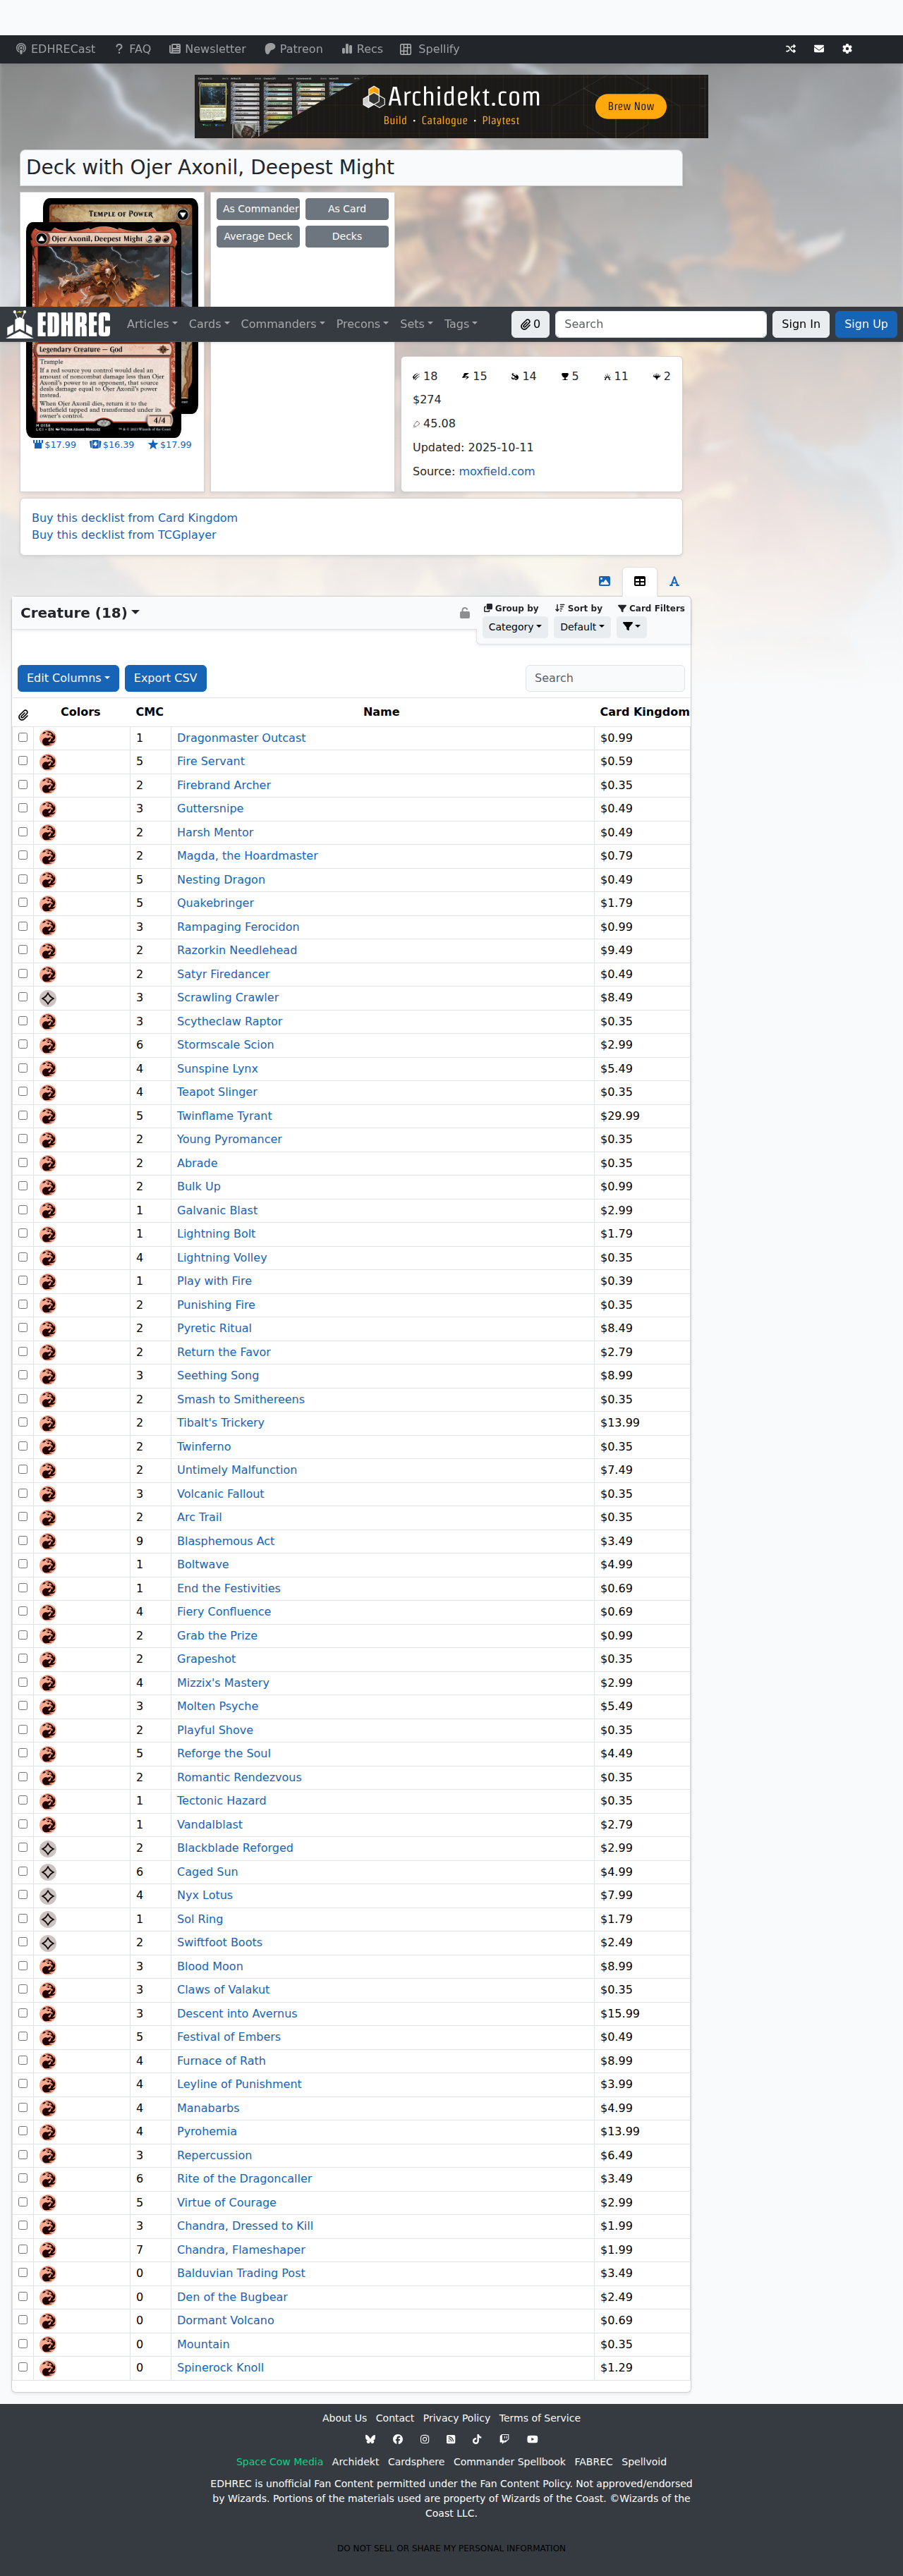 EDHRECast FAQ Newsletter Patreon Recs Spellify
Archidekt.com
Build • Catalogue • Playtest
Brew Now
Deck with Ojer Axonil, Deepest Might
Temple of Power
Ojer Axonil, Deepest Might
As Commander As Card
Average Deck Decks
EDHREC Articles Cards Commanders Precons Sets Tags 0 Search Sign In Sign Up
Legendary Creature — God
Trample
If a red source you control would deal an
amount of noncombat damage less than Ojer
Axonil's power to an opponent, that source
deals damage equal to Ojer Axonil's power
instead.
When Ojer Axonil dies, return it to the
battlefield tapped and transformed under its
owner's control.
4/4
$17.99 $16.39 $17.99
18 15 14 5 11 2
$274
45.08
Updated: 2025-10-11
Source: moxfield.com
Buy this decklist from Card Kingdom
Buy this decklist from TCGplayer
Creature (18)
Group by Sort by Card Filters
Category Default
Edit Columns Export CSV Search
Colors CMC Name Card Kingdom
1 Dragonmaster Outcast $0.99
5 Fire Servant $0.59
2 Firebrand Archer $0.35
3 Guttersnipe $0.49
2 Harsh Mentor $0.49
2 Magda, the Hoardmaster $0.79
5 Nesting Dragon $0.49
5 Quakebringer $1.79
3 Rampaging Ferocidon $0.99
2 Razorkin Needlehead $9.49
2 Satyr Firedancer $0.49
3 Scrawling Crawler $8.49
3 Scytheclaw Raptor $0.35
6 Stormscale Scion $2.99
4 Sunspine Lynx $5.49
4 Teapot Slinger $0.35
5 Twinflame Tyrant $29.99
2 Young Pyromancer $0.35
2 Abrade $0.35
2 Bulk Up $0.99
1 Galvanic Blast $2.99
1 Lightning Bolt $1.79
4 Lightning Volley $0.35
1 Play with Fire $0.39
2 Punishing Fire $0.35
2 Pyretic Ritual $8.49
2 Return the Favor $2.79
3 Seething Song $8.99
2 Smash to Smithereens $0.35
2 Tibalt's Trickery $13.99
2 Twinferno $0.35
2 Untimely Malfunction $7.49
3 Volcanic Fallout $0.35
2 Arc Trail $0.35
9 Blasphemous Act $3.49
1 Boltwave $4.99
1 End the Festivities $0.69
4 Fiery Confluence $0.69
2 Grab the Prize $0.99
2 Grapeshot $0.35
4 Mizzix's Mastery $2.99
3 Molten Psyche $5.49
2 Playful Shove $0.35
5 Reforge the Soul $4.49
2 Romantic Rendezvous $0.35
1 Tectonic Hazard $0.35
1 Vandalblast $2.79
2 Blackblade Reforged $2.99
6 Caged Sun $4.99
4 Nyx Lotus $7.99
1 Sol Ring $1.79
2 Swiftfoot Boots $2.49
3 Blood Moon $8.99
3 Claws of Valakut $0.35
3 Descent into Avernus $15.99
5 Festival of Embers $0.49
4 Furnace of Rath $8.99
4 Leyline of Punishment $3.99
4 Manabarbs $4.99
4 Pyrohemia $13.99
3 Repercussion $6.49
6 Rite of the Dragoncaller $3.49
5 Virtue of Courage $2.99
3 Chandra, Dressed to Kill $1.99
7 Chandra, Flameshaper $1.99
0 Balduvian Trading Post $3.49
0 Den of the Bugbear $2.49
0 Dormant Volcano $0.69
0 Mountain $0.35
0 Spinerock Knoll $1.29
About Us Contact Privacy Policy Terms of Service
Space Cow Media Archidekt Cardsphere Commander Spellbook FABREC Spellvoid
EDHREC is unofficial Fan Content permitted under the Fan Content Policy. Not approved/endorsed
by Wizards. Portions of the materials used are property of Wizards of the Coast. ©Wizards of the
Coast LLC.
DO NOT SELL OR SHARE MY PERSONAL INFORMATION